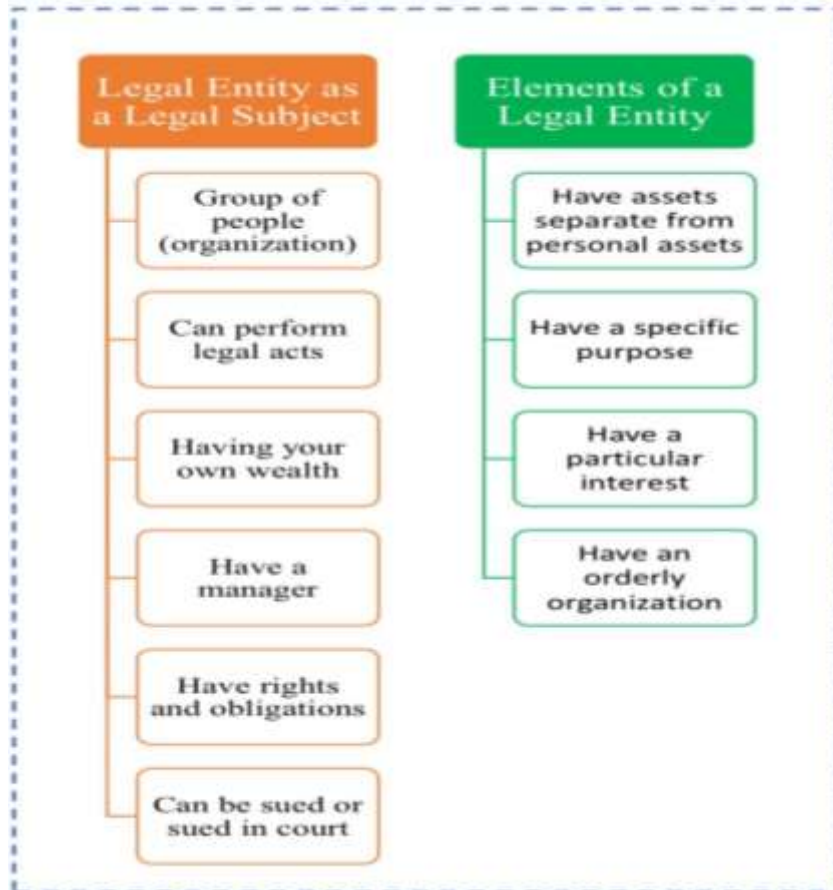 Legal Entity as
a Legal Subject
Group of
people
(organization)
Can perform
legal acts
Having your
own wealth
Have a
manager
Have rights
and obligations
Can be sued or
sued in court
Elements of a
Legal Entity
Have assets
separate from
personal assets
Have a specific
purpose
Have a
particular
interest
Have an
orderly
organization